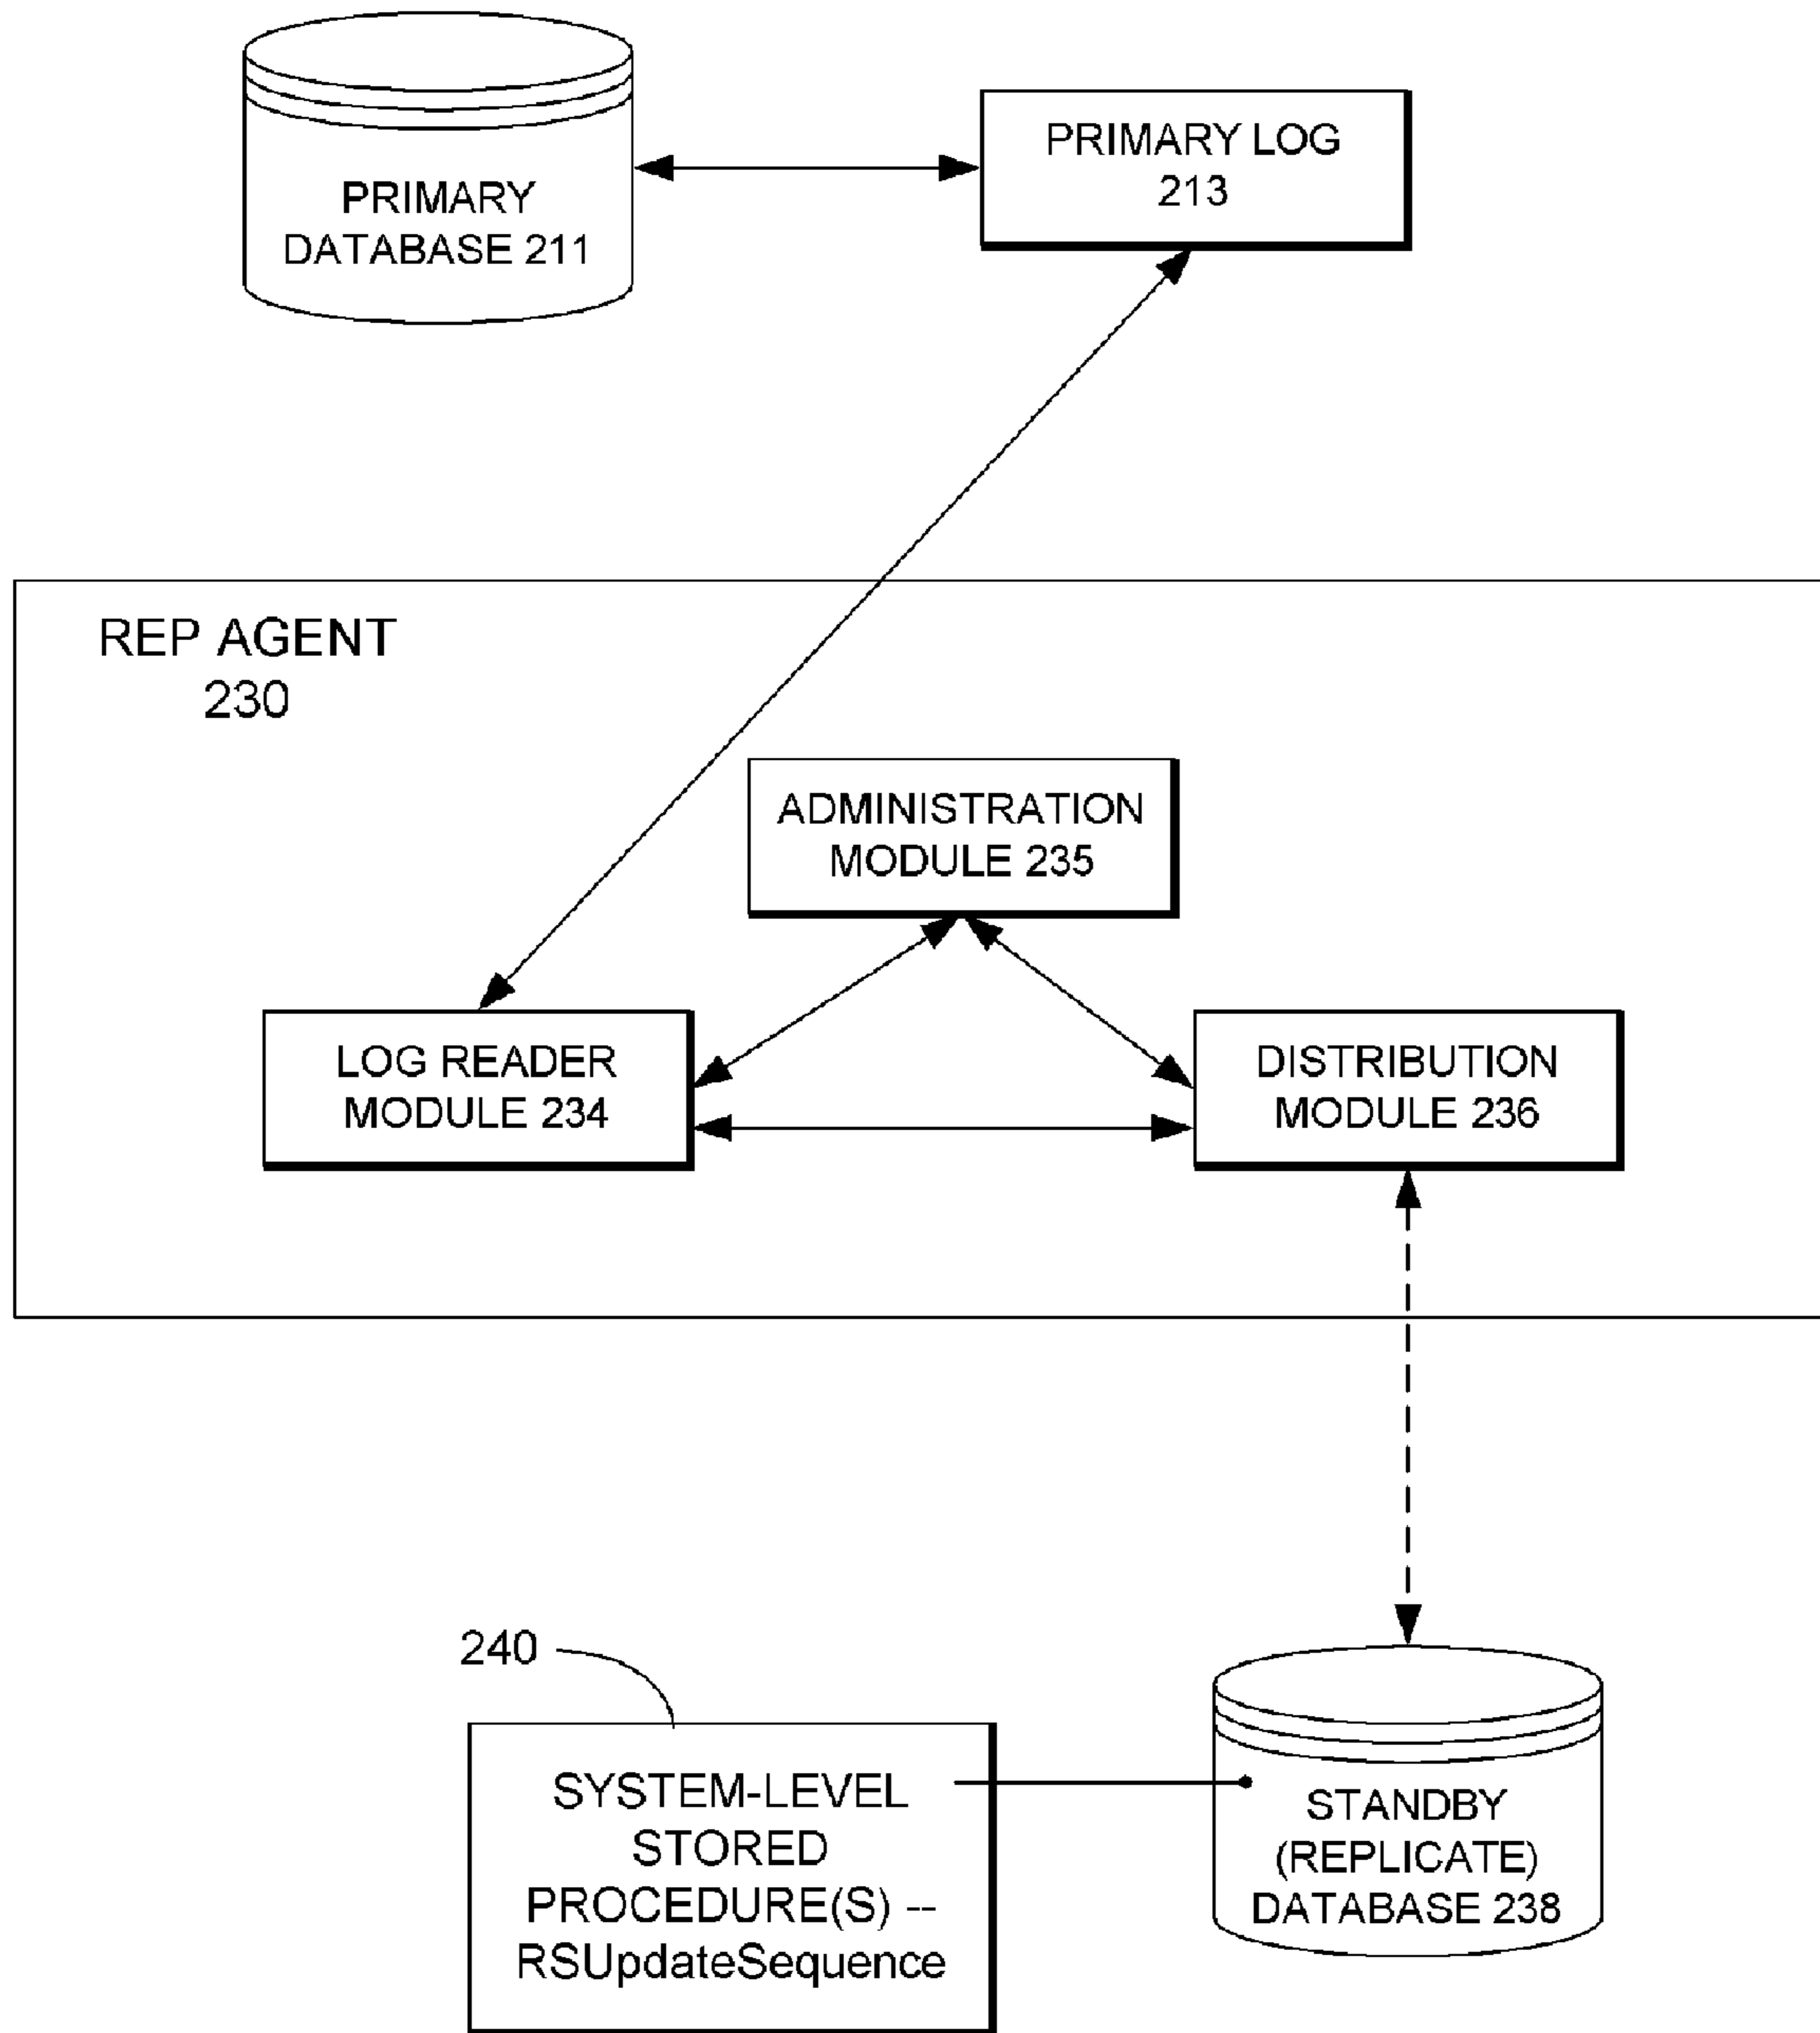 PRIMARY
DATABASE 211
PRIMARY LOG
213
REP AGENT
230
ADMINISTRATION
MODULE 235
LOG READER
MODULE 234
DISTRIBUTION
MODULE 236
240
SYSTEM-LEVEL
STORED
PROCEDURE(S) --
RSUpdateSequence
STANDBY
(REPLICATE)
DATABASE 238